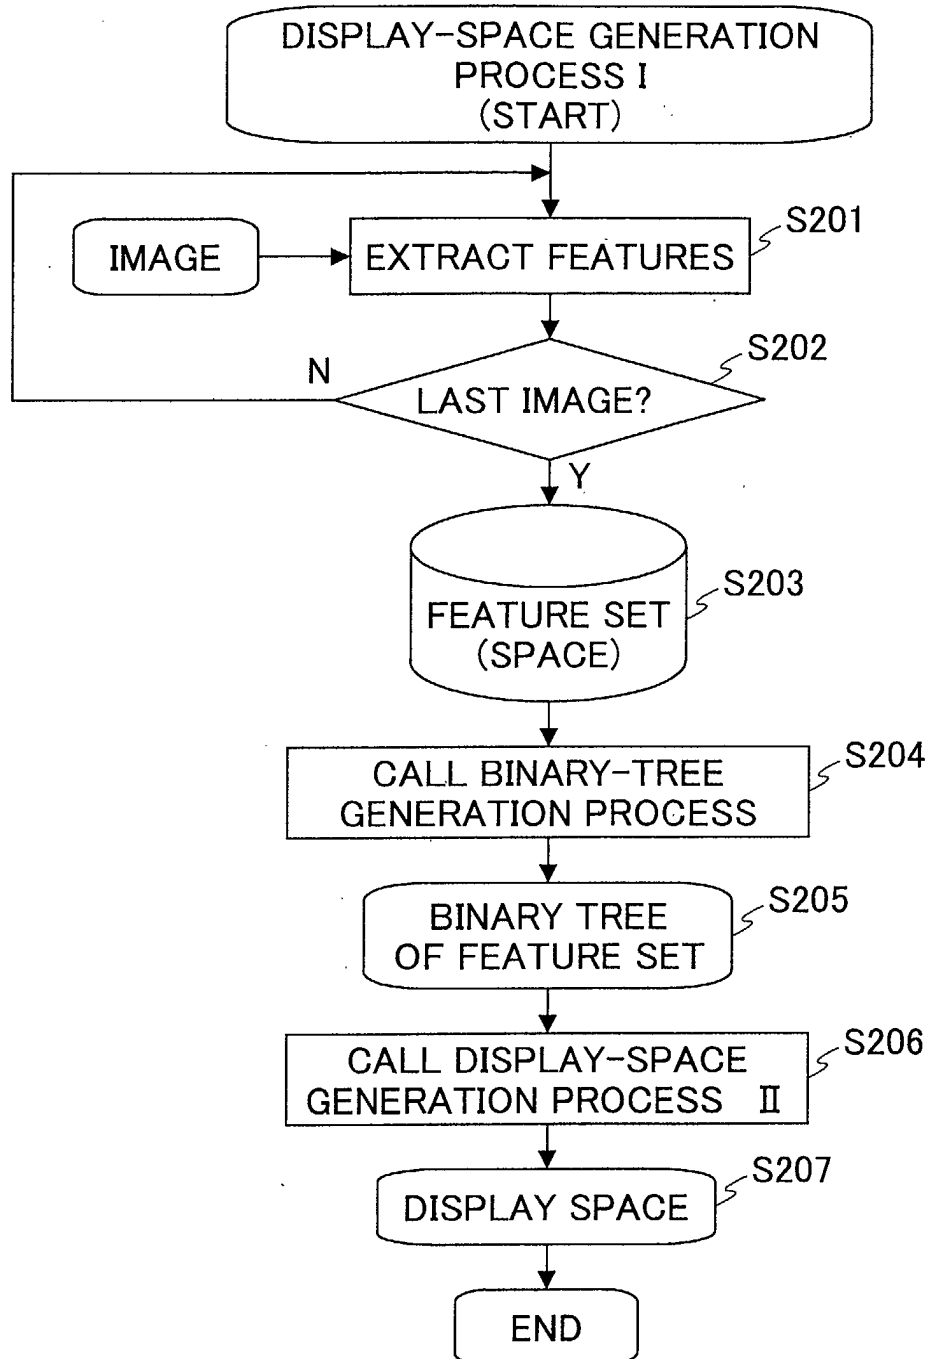 DISPLAY-SPACE GENERATION
PROCESS I
(START)
S201
IMAGE
EXTRACT FEATURES
S202
N
LAST IMAGE?
Y
S203
FEATURE SET
(SPACE)
S204
CALL BINARY-TREE
GENERATION PROCESS
S205
BINARY TREE
OF FEATURE SET
S206
CALL DISPLAY-SPACE
GENERATION PROCESS II
S207
DISPLAY SPACE
END